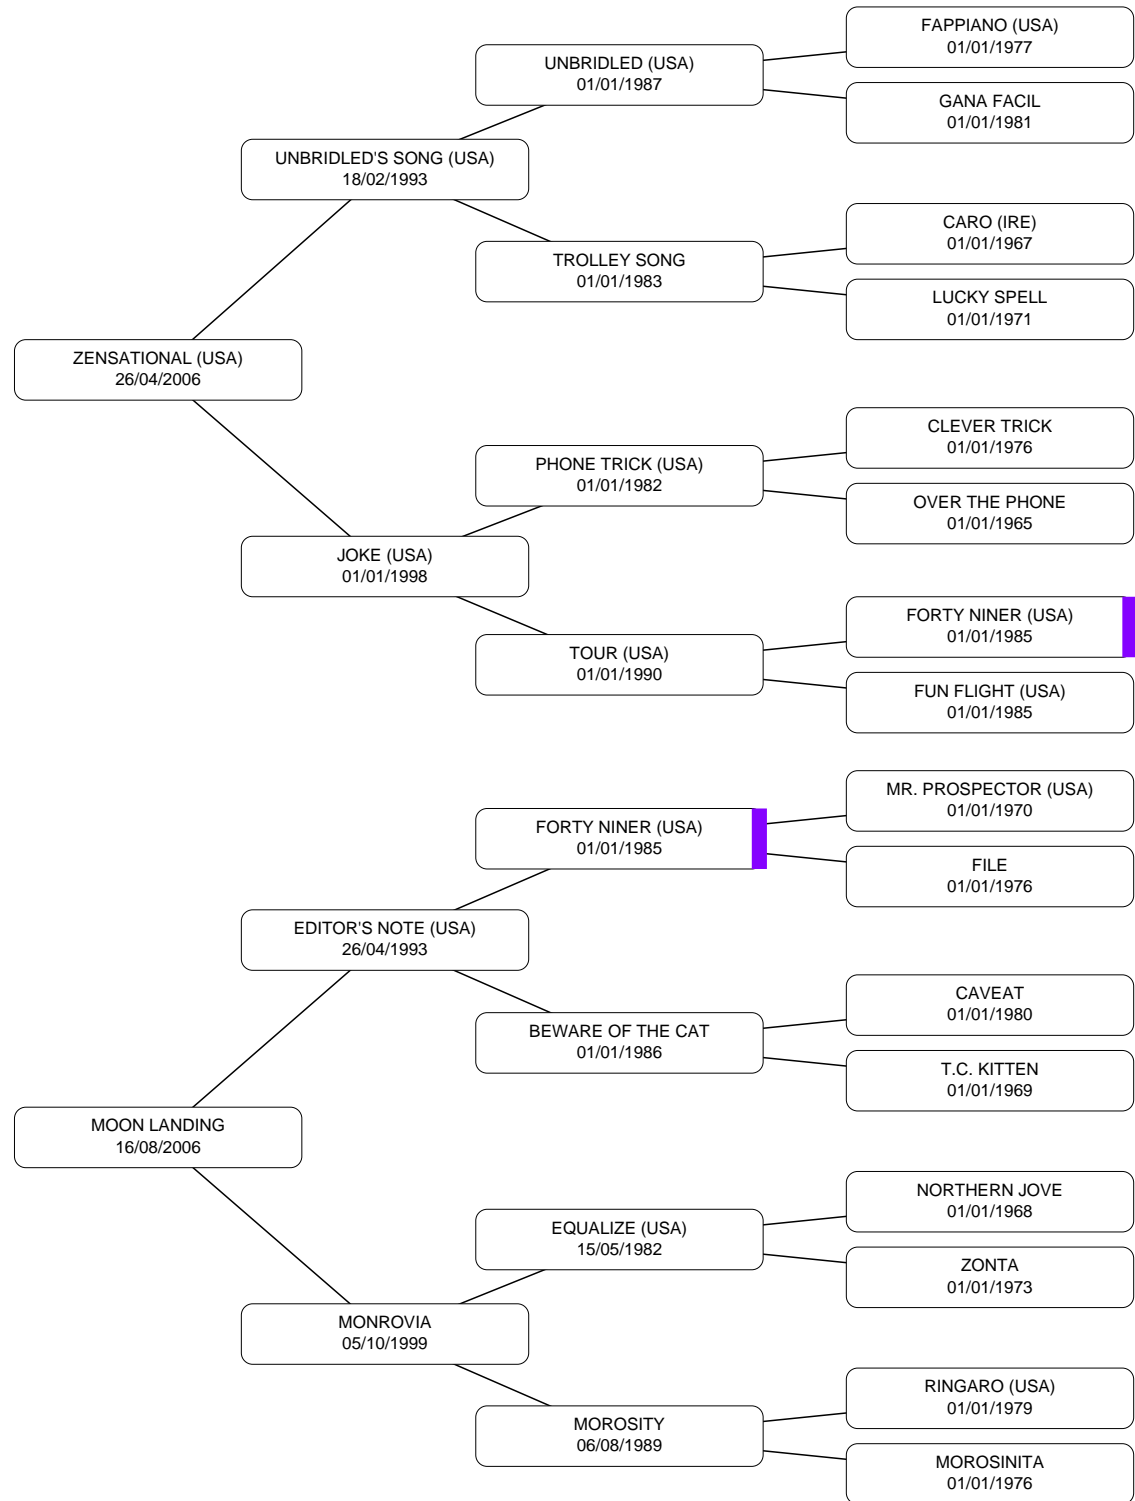 FAPPIANO (USA)
01/01/1977
UNBRIDLED (USA)
01/01/1987
GANA FACIL
01/01/1981
UNBRIDLED'S SONG (USA)
18/02/1993
CARO (IRE)
01/01/1967
TROLLEY SONG
01/01/1983
LUCKY SPELL
01/01/1971
ZENSATIONAL (USA)
26/04/2006
CLEVER TRICK
01/01/1976
PHONE TRICK (USA)
01/01/1982
OVER THE PHONE
01/01/1965
JOKE (USA)
01/01/1998
FORTY NINER (USA)
01/01/1985
TOUR (USA)
01/01/1990
FUN FLIGHT (USA)
01/01/1985
MR. PROSPECTOR (USA)
01/01/1970
FORTY NINER (USA)
01/01/1985
FILE
01/01/1976
EDITOR'S NOTE (USA)
26/04/1993
CAVEAT
01/01/1980
BEWARE OF THE CAT
01/01/1986
T.C. KITTEN
01/01/1969
MOON LANDING
16/08/2006
NORTHERN JOVE
01/01/1968
EQUALIZE (USA)
15/05/1982
ZONTA
01/01/1973
MONROVIA
05/10/1999
RINGARO (USA)
01/01/1979
MOROSITY
06/08/1989
MOROSINITA
01/01/1976